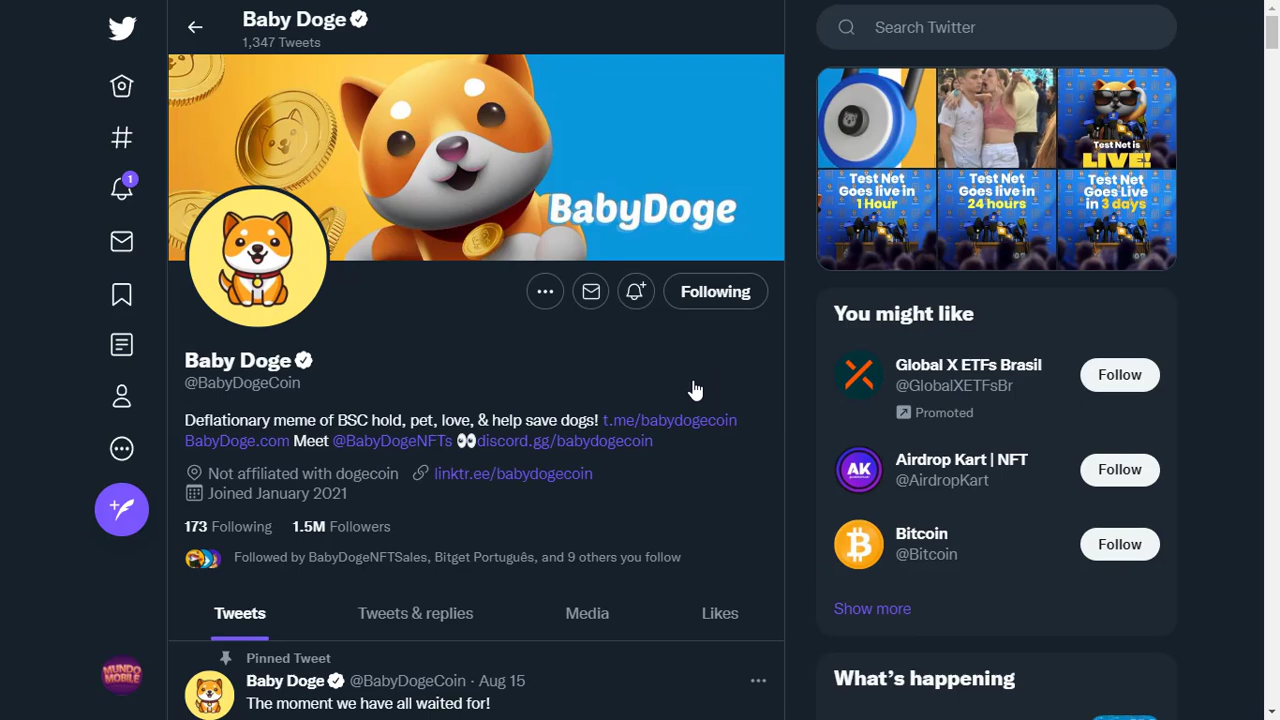 Baby Doge
1,347 Tweets
BabyDoge
Following
Baby Doge
@BabyDogeCoin
Deflationary meme of BSC hold, pet, love, & help save dogs! t.me/babydogecoin
BabyDoge.com Meet @BabyDogeNFTs 👀discord.gg/babydogecoin
Not affiliated with dogecoin linktr.ee/babydogecoin
Joined January 2021
173 Following 1.5M Followers
Followed by BabyDogeNFTSales, Bitget Português, and 9 others you follow
Tweets Tweets & replies Media Likes
Pinned Tweet
Baby Doge @BabyDogeCoin · Aug 15
The moment we have all waited for!
1
MUNDO
MOBILE
Search Twitter
Test Net is
LIVE!
Test Net
Goes live in
1 Hour
Test Net
Goes live in
24 hours
Test Net
Goes Live
in 3 days
You might like
Global X ETFs Brasil
@GlobalXETFsBr
Promoted
Follow
AK
Airdrop Kart | NFT
@AirdropKart
Follow
Bitcoin
@Bitcoin
Follow
Show more
What's happening